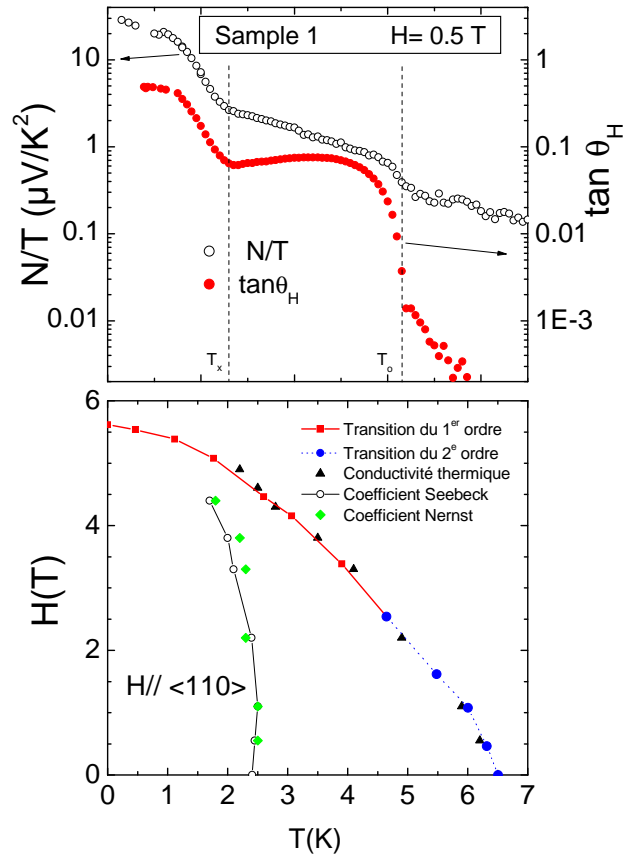 Sample 1 H= 0.5 T
10
1
0.1
0.01
N/T (µV/K²)
1
0.1
0.01
1E-3
tan θH
N/T
tanθH
Tx
To
6
4
2
0
H(T)
Transition du 1er ordre
Transition du 2e ordre
Conductivité thermique
Coefficient Seebeck
Coefficient Nernst
H// <110>
0 1 2 3 4 5 6 7
T(K)